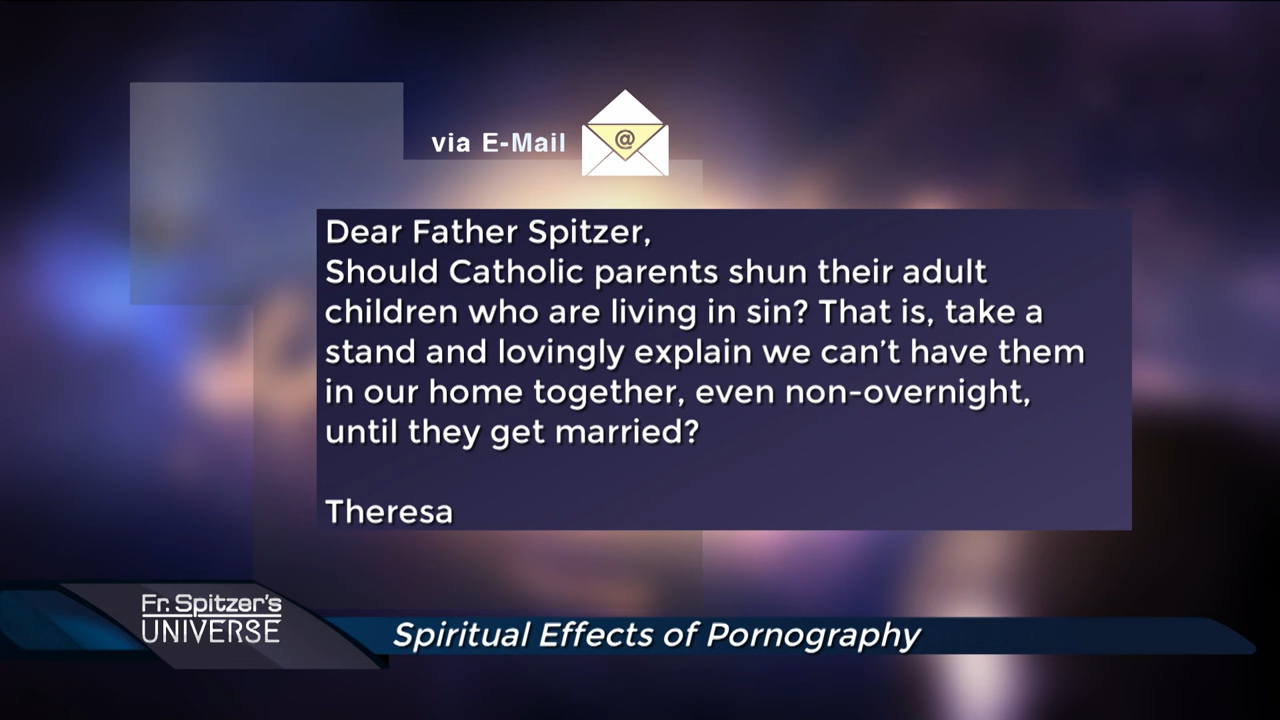 via E-Mail
@
Dear Father Spitzer,
Should Catholic parents shun their adult
children who are living in sin? That is, take a
stand and lovingly explain we can’t have them
in our home together, even non-overnight,
until they get married?
Theresa
Fr. Spitzer's
UNIVERSE
Spiritual Effects of Pornography